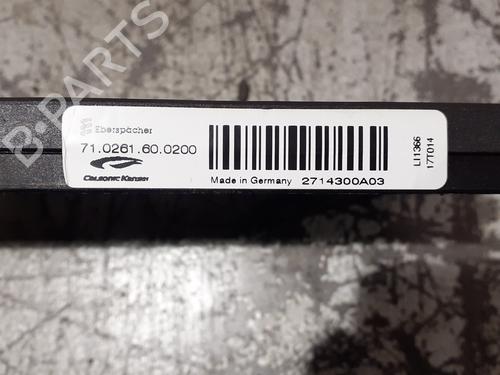 B-PARTS
Eberspächer
71.0261.60.0200
Calsonic Kansei
Made in Germany 2714300A03
LI1366
17T014